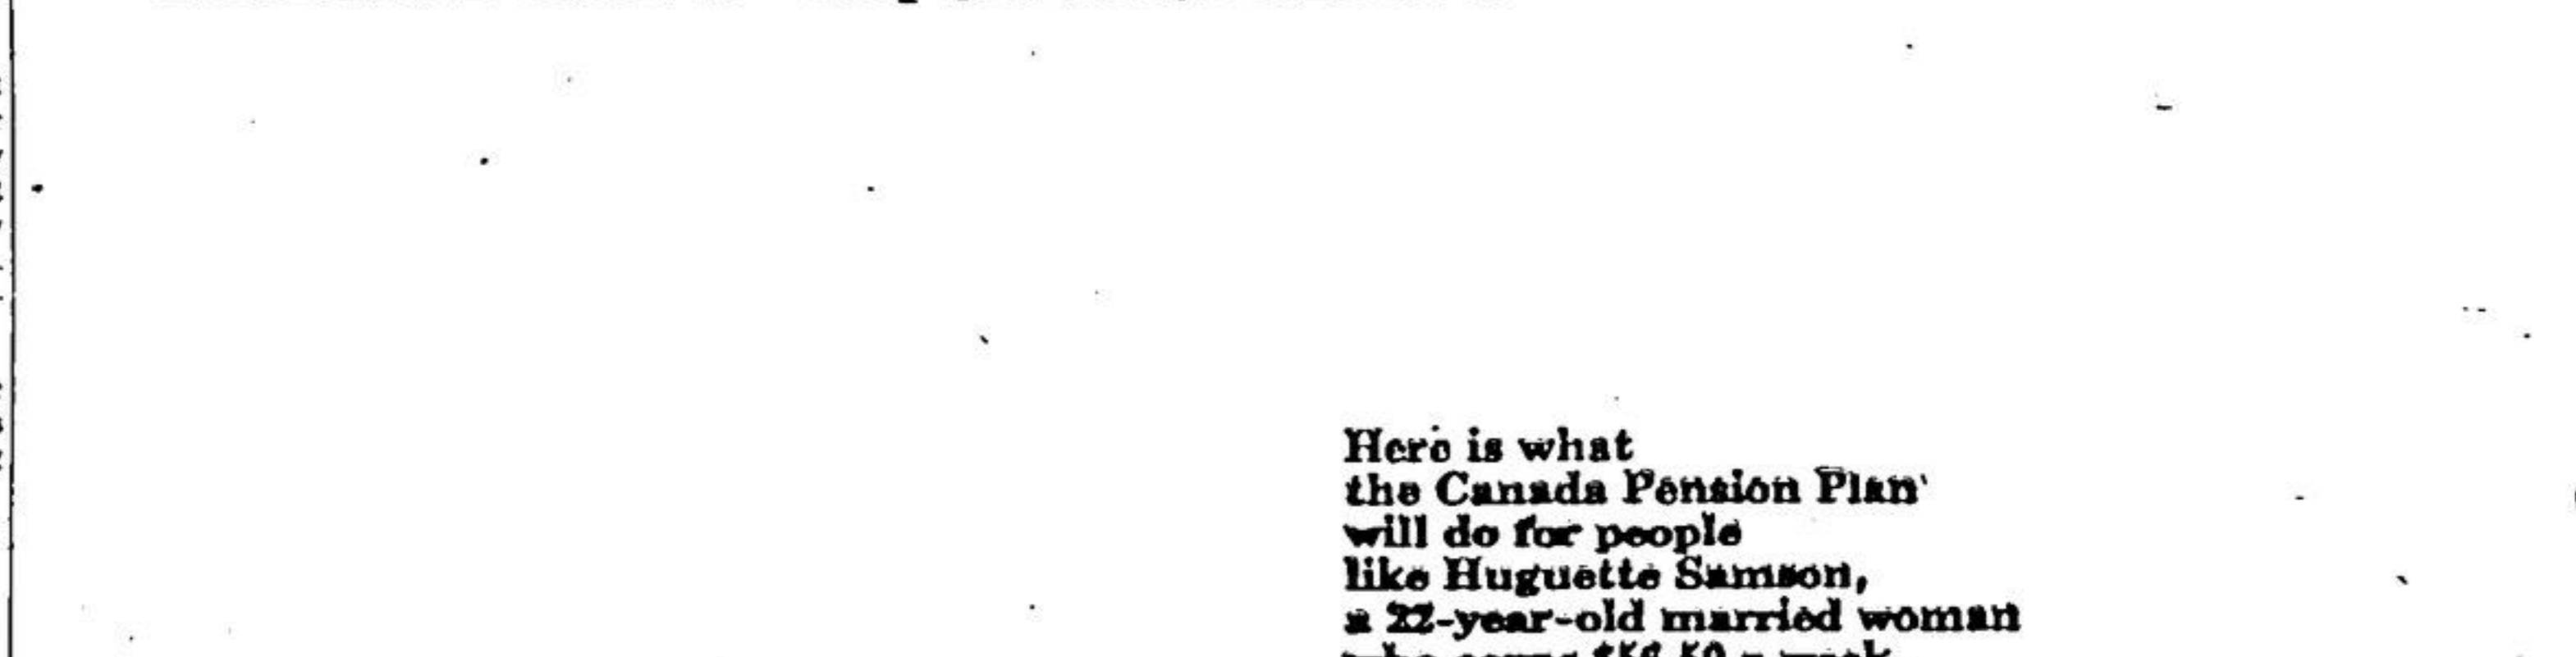 Here is what
the Canada Pension Plan
will do for people
like Huguette Samson,
a 22-year-old married woman